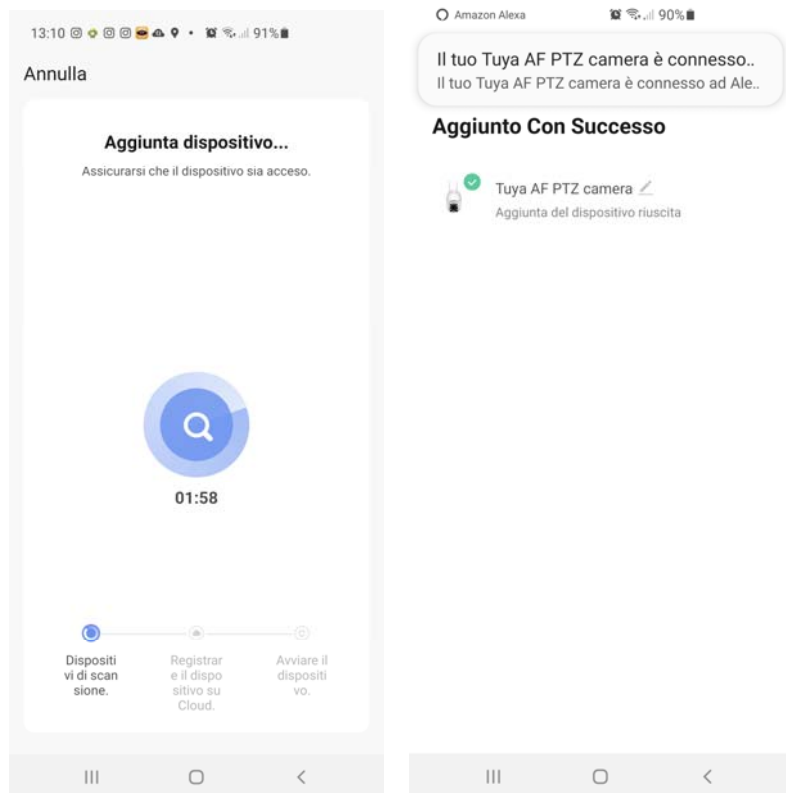 13:10
91%
Annulla
Aggiunta dispositivo...
Assicurarsi che il dispositivo sia acceso.
01:58
Dispositi
vi di scan
sione.
Registrar
e il dispo
sitivo su
Cloud.
Avviare il
dispositi
vo.
Amazon Alexa
90%
Il tuo Tuya AF PTZ camera è connesso..
Il tuo Tuya AF PTZ camera è connesso ad Ale..
Aggiunto Con Successo
Tuya AF PTZ camera
Aggiunta del dispositivo riuscita